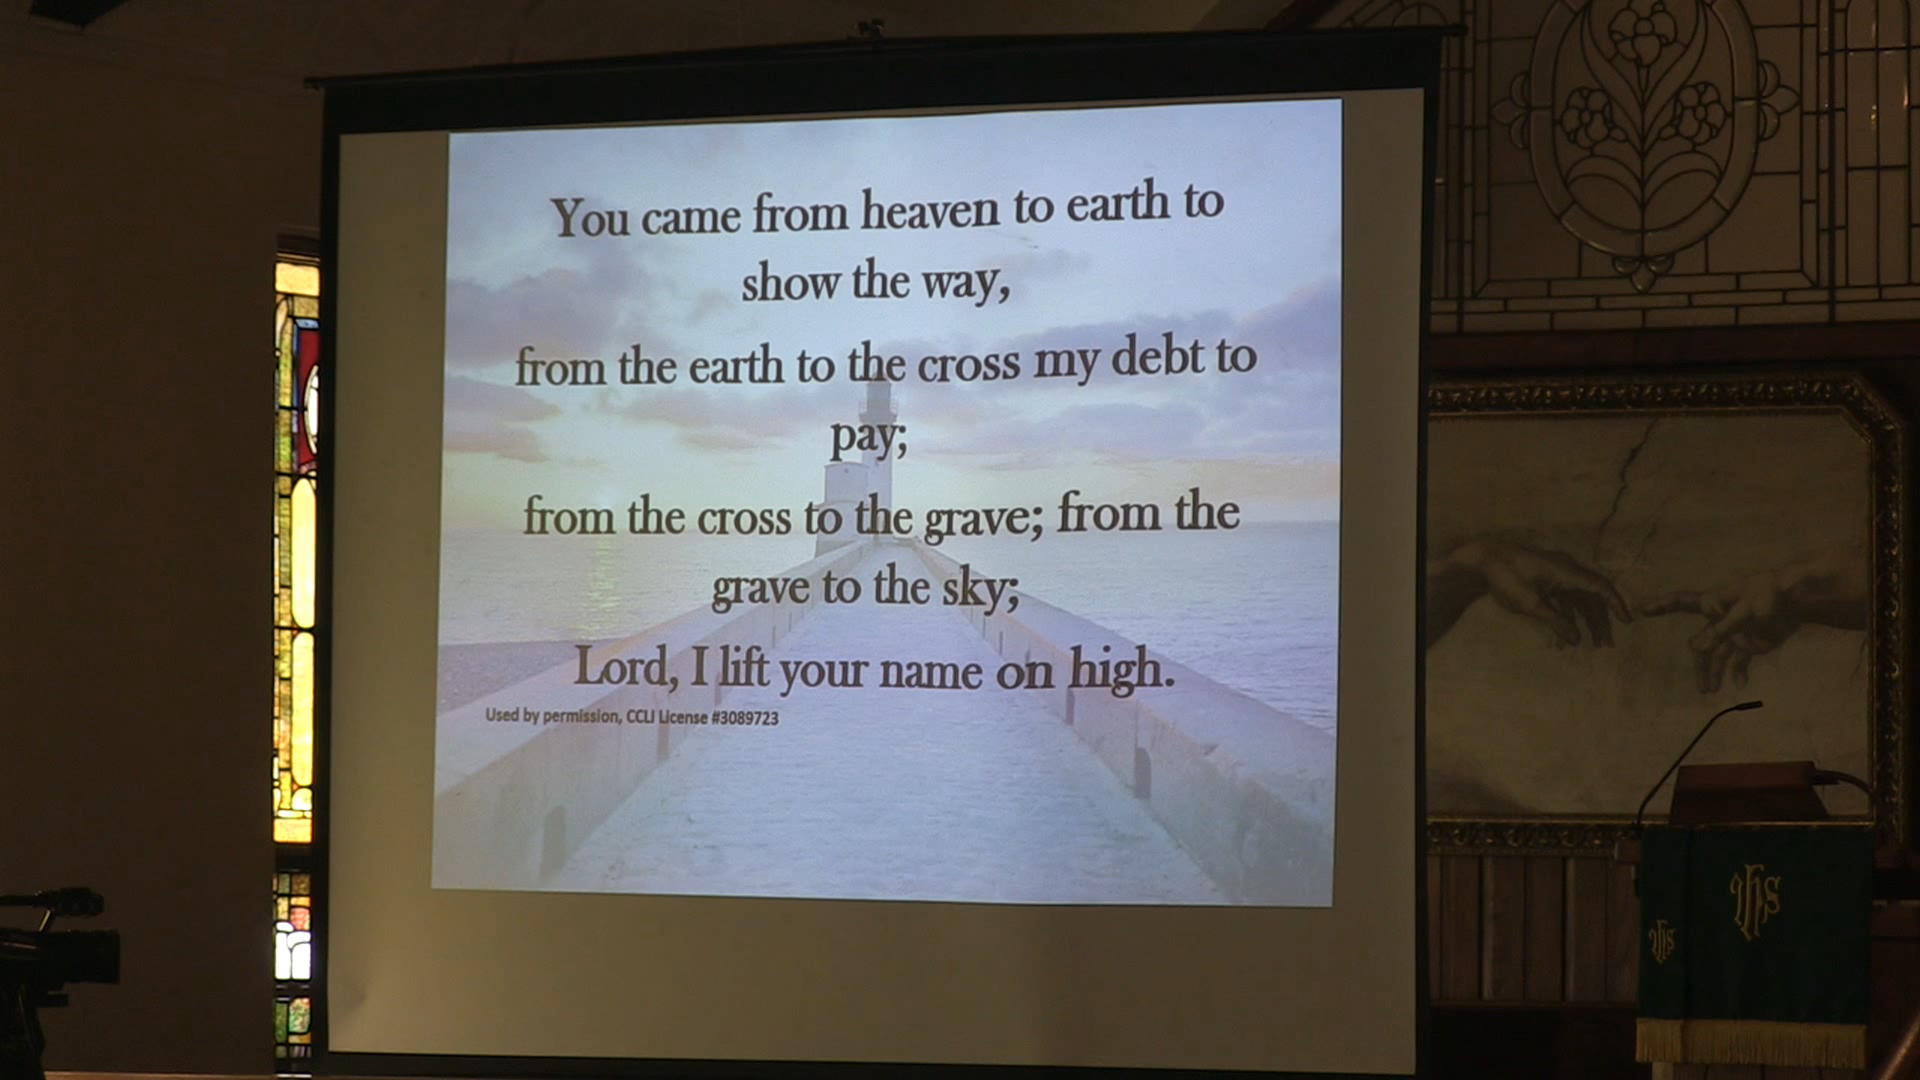 You came from heaven to earth to
show the way,
from the earth to the cross my debt to
pay;
from the cross to the grave; from the
grave to the sky;
Lord, I lift your name on high.
Used by permission, CCLI License #3089723
IHS
IHS